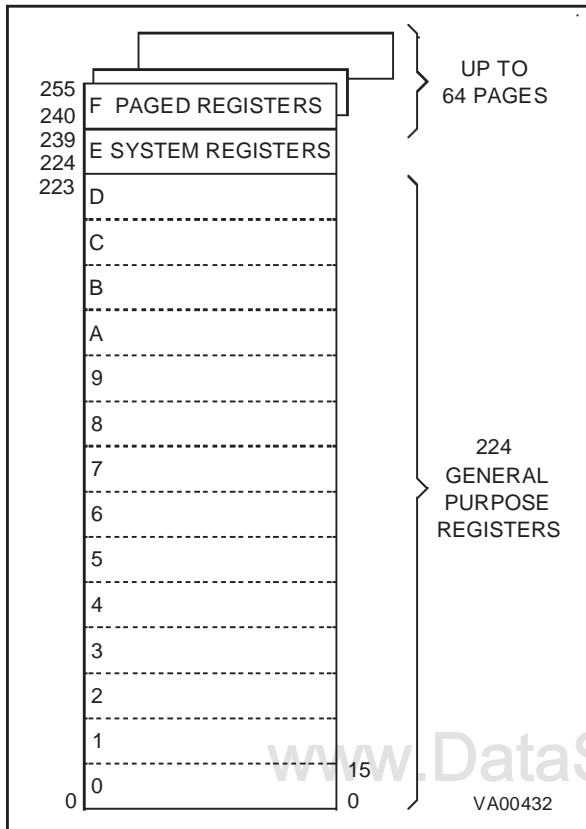 UP TO
64 PAGES
255
240
F PAGED REGISTERS
239
224
E SYSTEM REGISTERS
223
D
C
B
A
9
8
7
6
5
4
3
2
1
0
0
15
0
224
GENERAL
PURPOSE
REGISTERS
www.DataS
VA00432